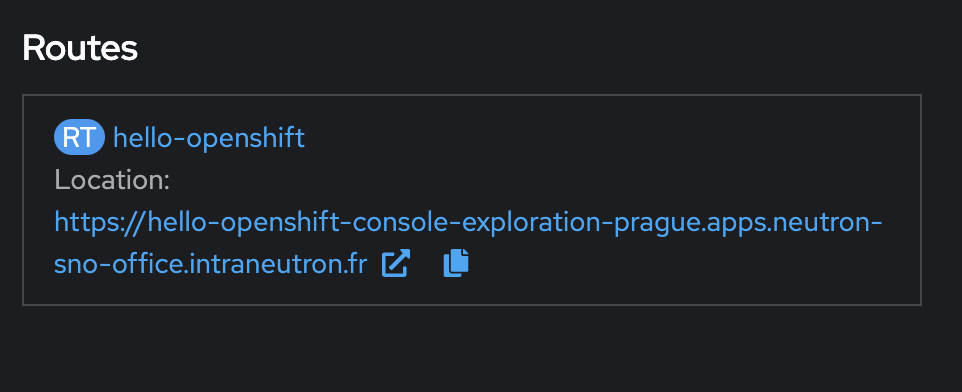 Routes
RT hello-openshift
Location:
https://hello-openshift-console-exploration-prague.apps.neutron-
sno-office.intraneutron.fr